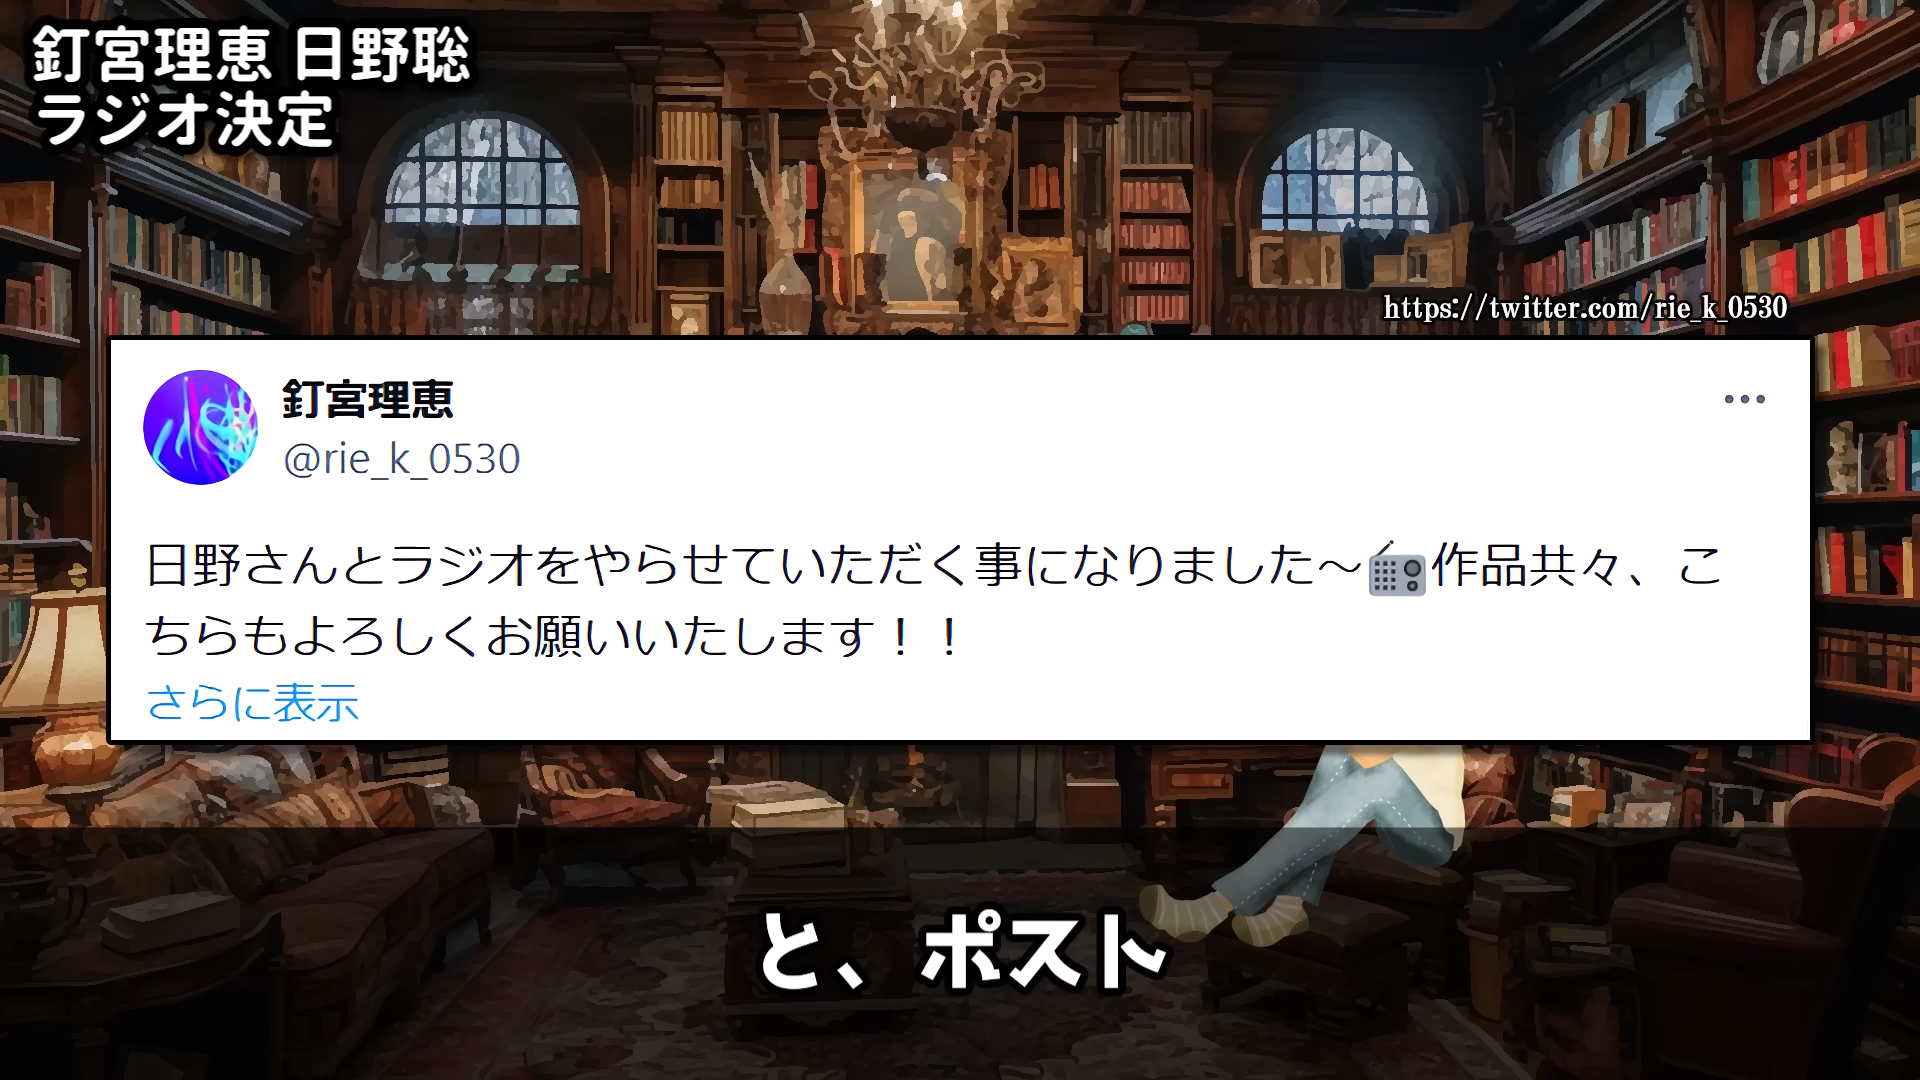 釘宮理恵 日野聡
ラジオ決定
https://twitter.com/rie_k_0530
釘宮理恵
@rie_k_0530
日野さんとラジオをやらせていただく事になりました～📻作品共々、こ
ちらもよろしくお願いいたします！！
さらに表示
と、ポスト